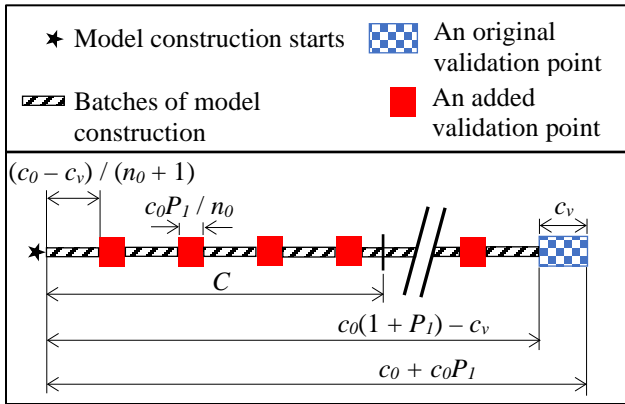 Model construction starts
An original
validation point
Batches of model
construction
An added
validation point
(c₀ – cᵥ) / (n₀ + 1)
c₀P₁ / n₀
cᵥ
C
c₀(1 + P₁) – cᵥ
c₀ + c₀P₁